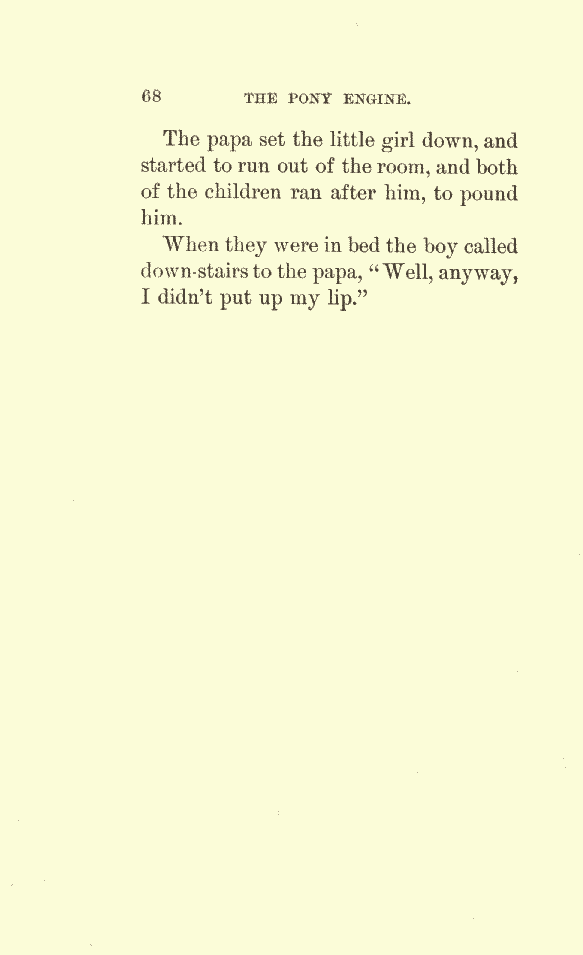 68 THE PONY ENGINE.
The papa set the little girl down, and
started to run out of the room, and both
of the children ran after him, to pound
him.
When they were in bed the boy called
down-stairs to the papa, “Well, anyway,
I didn’t put up my lip.”